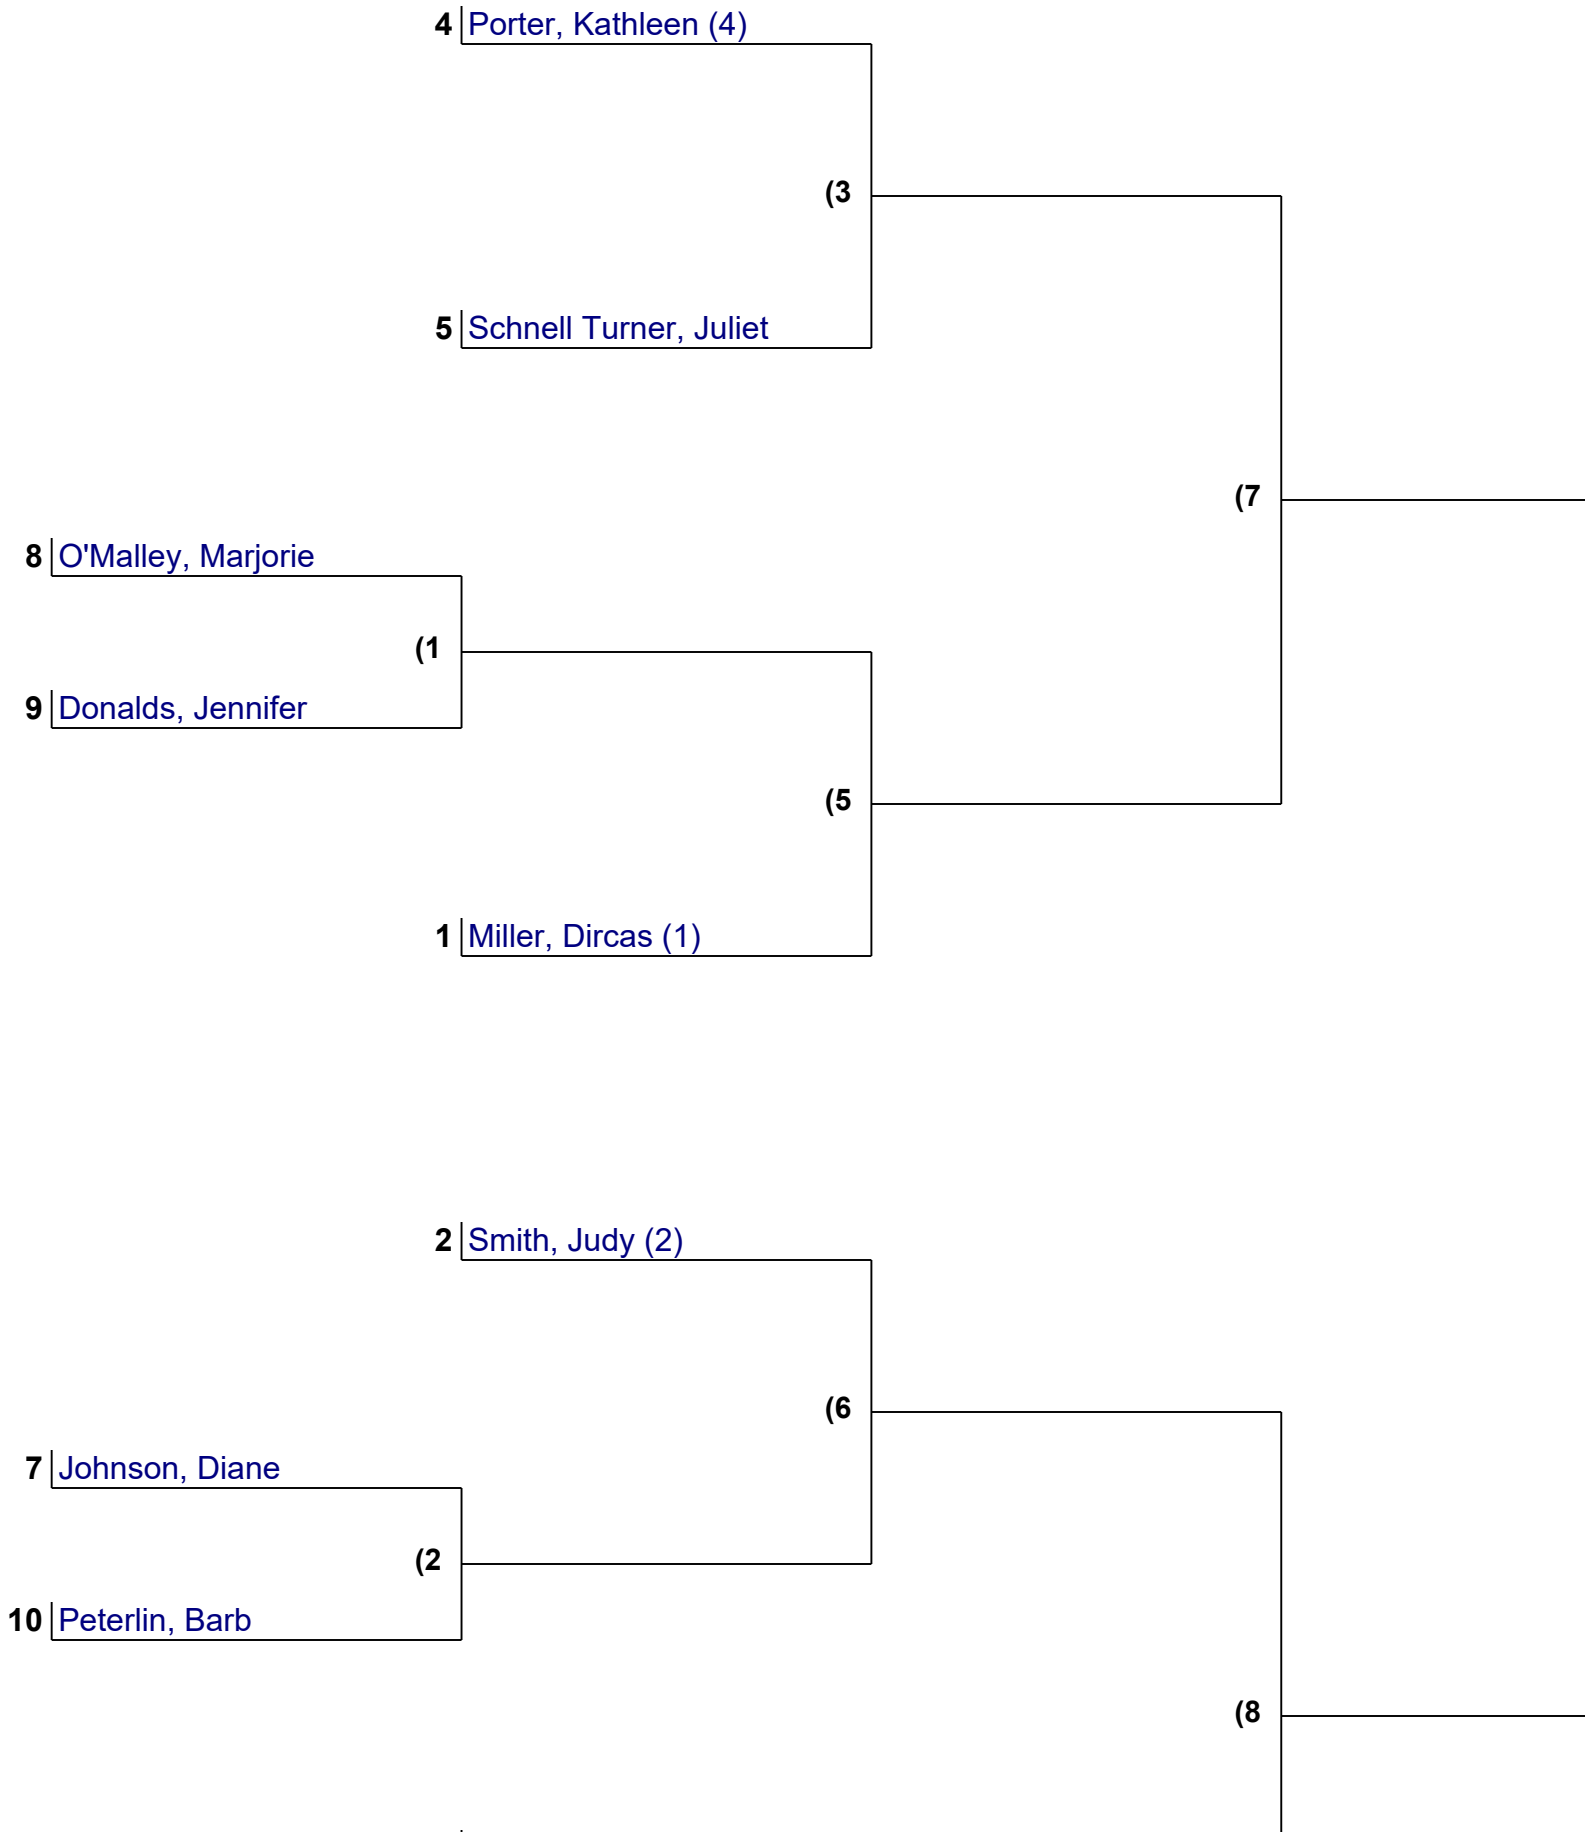 4 Porter, Kathleen (4)
(3
5 Schnell Turner, Juliet
(7
8 O'Malley, Marjorie
(1
9 Donalds, Jennifer
(5
1 Miller, Dircas (1)
2 Smith, Judy (2)
(6
7 Johnson, Diane
(2
10 Peterlin, Barb
(8